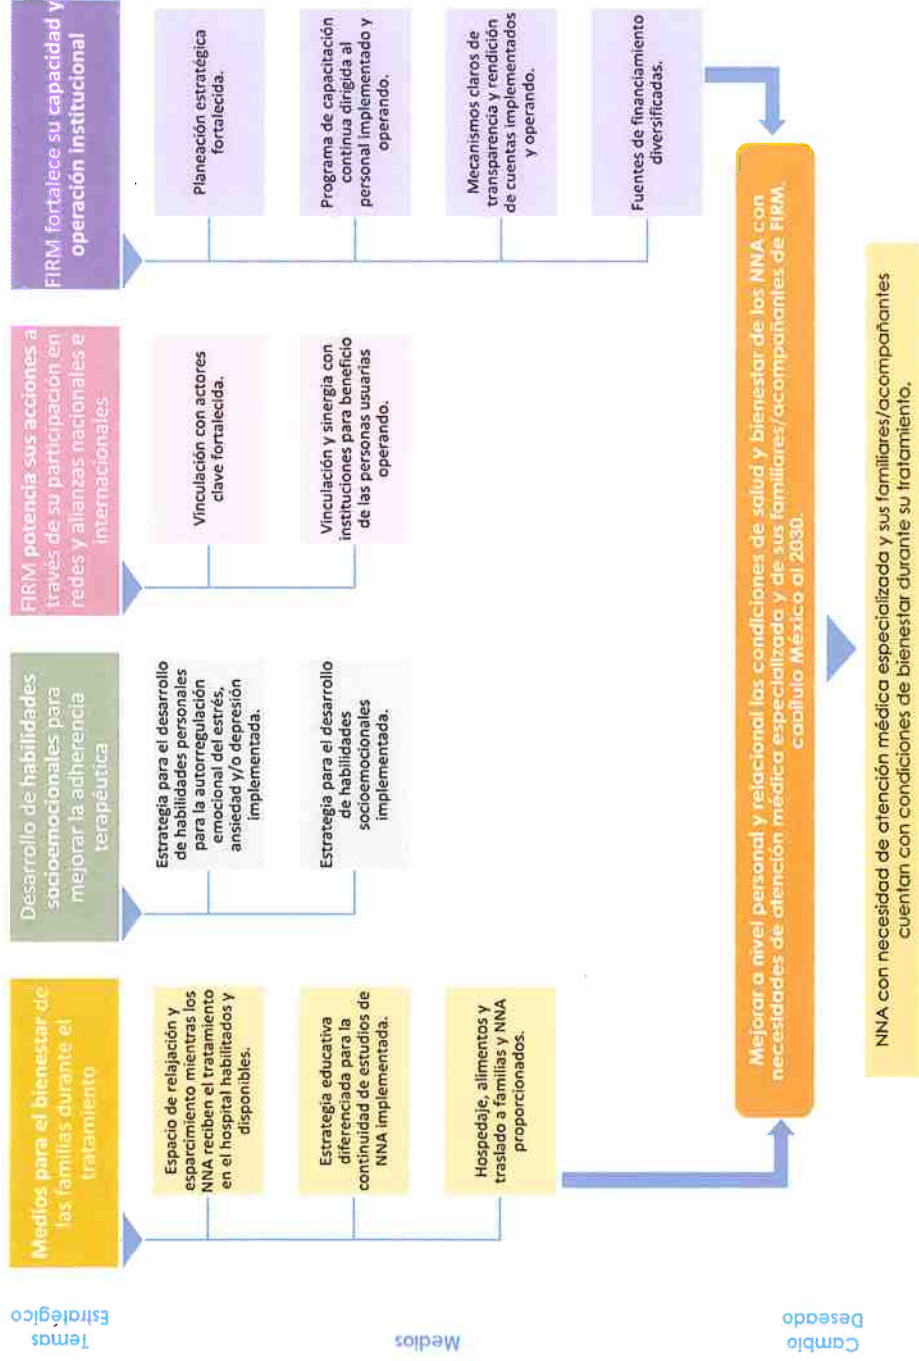 Temas
Estratégico
Medios para el bienestar de
las familias durante el
tratamiento
Desarrollo de habilidades
socioemocionales para
mejorar la adherencia
terapéutica
FIRM potencia sus acciones a
través de su participación en
redes y alianzas nacionales e
internacionales
FIRM fortalece su capacidad y
operación institucional
Medios
Espacio de relajación y
esparcimiento mientras los
NNA reciben el tratamiento
en el hospital habilitados y
disponibles.
Estrategia educativa
diferenciada para la
continuidad de estudios de
NNA implementada.
Hospedaje, alimentos y
traslado a familias y NNA
proporcionados.
Estrategia para el desarrollo
de habilidades personales
para la autorregulación
emocional del estrés,
ansiedad y/o depresión
implementada.
Estrategia para el desarrollo
de habilidades
socioemocionales
implementada.
Vinculación con actores
clave fortalecida.
Vinculación y sinergia con
instituciones para beneficio
de las personas usuarias
operando.
Planeación estratégica
fortalecida.
Programa de capacitación
continua dirigida al
personal implementado y
operando.
Mecanismos claros de
transparencia y rendición
de cuentas implementados
y operando.
Fuentes de financiamiento
diversificadas.
Cambio
Deseado
Mejorar a nivel personal y relacional las condiciones de salud y bienestar de los NNA con
necesidades de atención médica especializada y de sus familiares/acompañantes de FIRM,
capítulo México al 2030.
NNA con necesidad de atención médica especializada y sus familiares/acompañantes
cuentan con condiciones de bienestar durante su tratamiento.